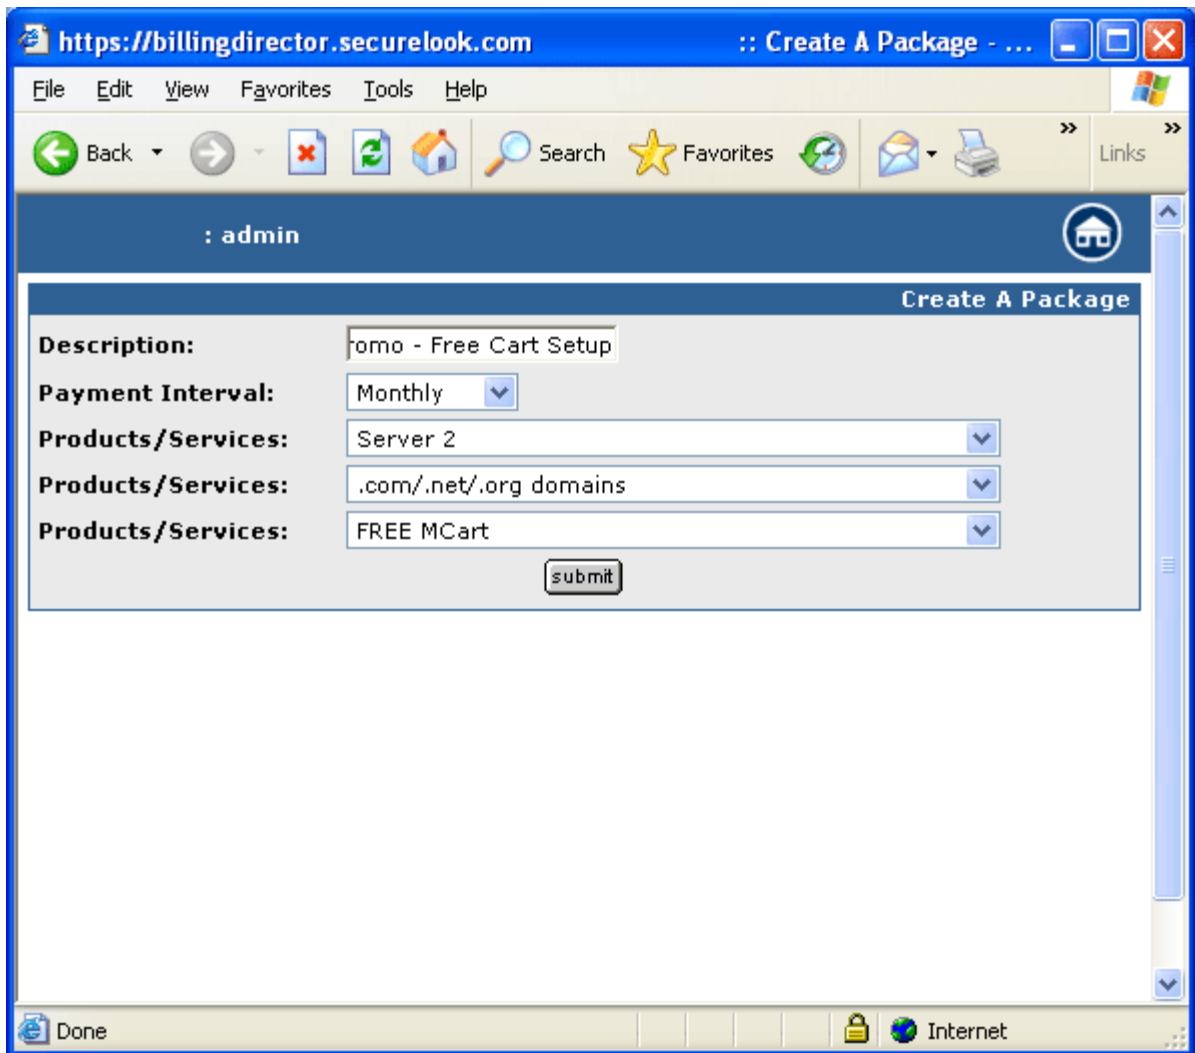 https://billingdirector.securelook.com :: Create A Package - ...
File Edit View Favorites Tools Help
Back Search Favorites Links
: admin
Create A Package
Description: romo - Free Cart Setup
Payment Interval: Monthly
Products/Services: Server 2
Products/Services: .com/.net/.org domains
Products/Services: FREE MCart
submit
Done Internet